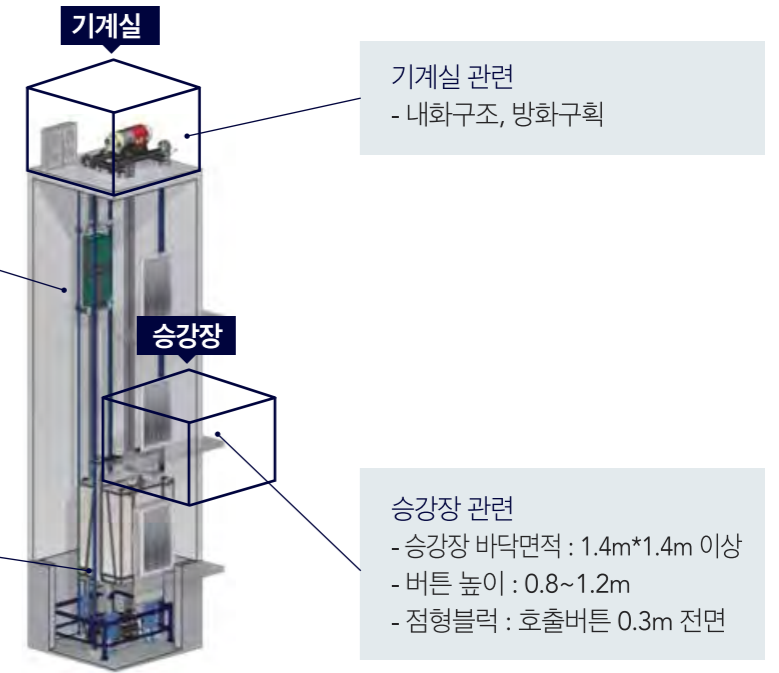 기계실
기계실 관련
- 내화구조, 방화구획
승강장
승강장 관련
- 승강장 바닥면적 : 1.4m*1.4m 이상
- 버튼 높이 : 0.8~1.2m
- 점형블럭 : 호출버튼 0.3m 전면